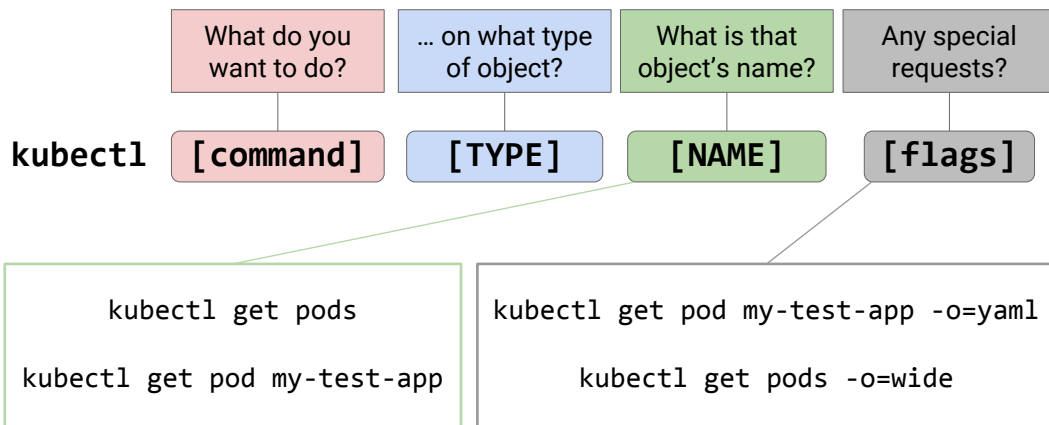 What do you
want to do?
… on what type
of object?
What is that
object’s name?
Any special
requests?
kubectl [command] [TYPE] [NAME] [flags]
kubectl get pods
kubectl get pod my-test-app
kubectl get pod my-test-app -o=yaml
kubectl get pods -o=wide